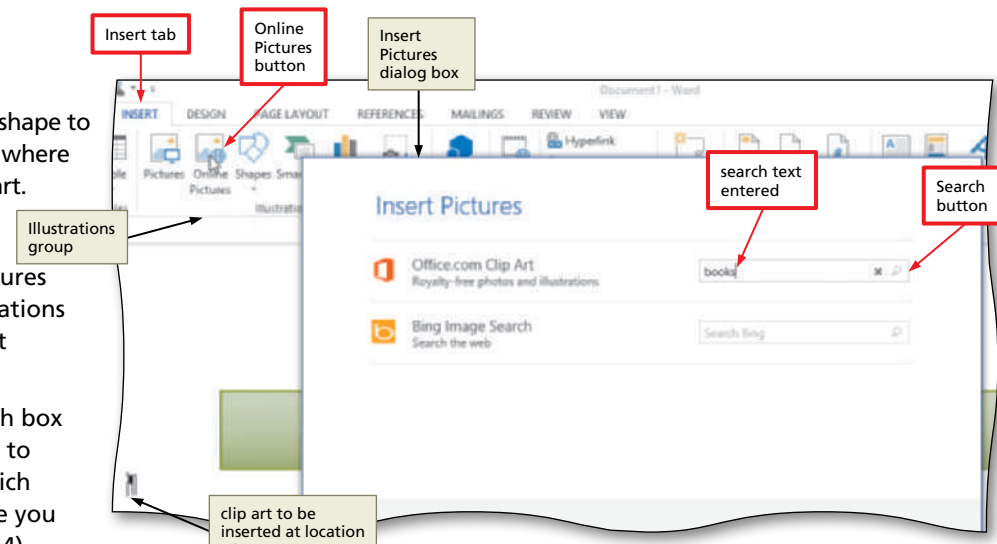 Insert tab
Online
Pictures
button
Insert
Pictures
dialog box
shape to
where
art.
Illustrations
group
tures
ations
t
h box
to
ich
e you
4)
Document1 - Word
INSERT DESIGN PAGE LAYOUT REFERENCES MAILINGS REVIEW VIEW
Pictures Online Shapes
Pictures
Hyperlink
Insert Pictures
search text
entered
Search
button
Office.com Clip Art
Royalty-free photos and illustrations
books
Bing Image Search
Search the web
Search Bing
clip art to be
inserted at location